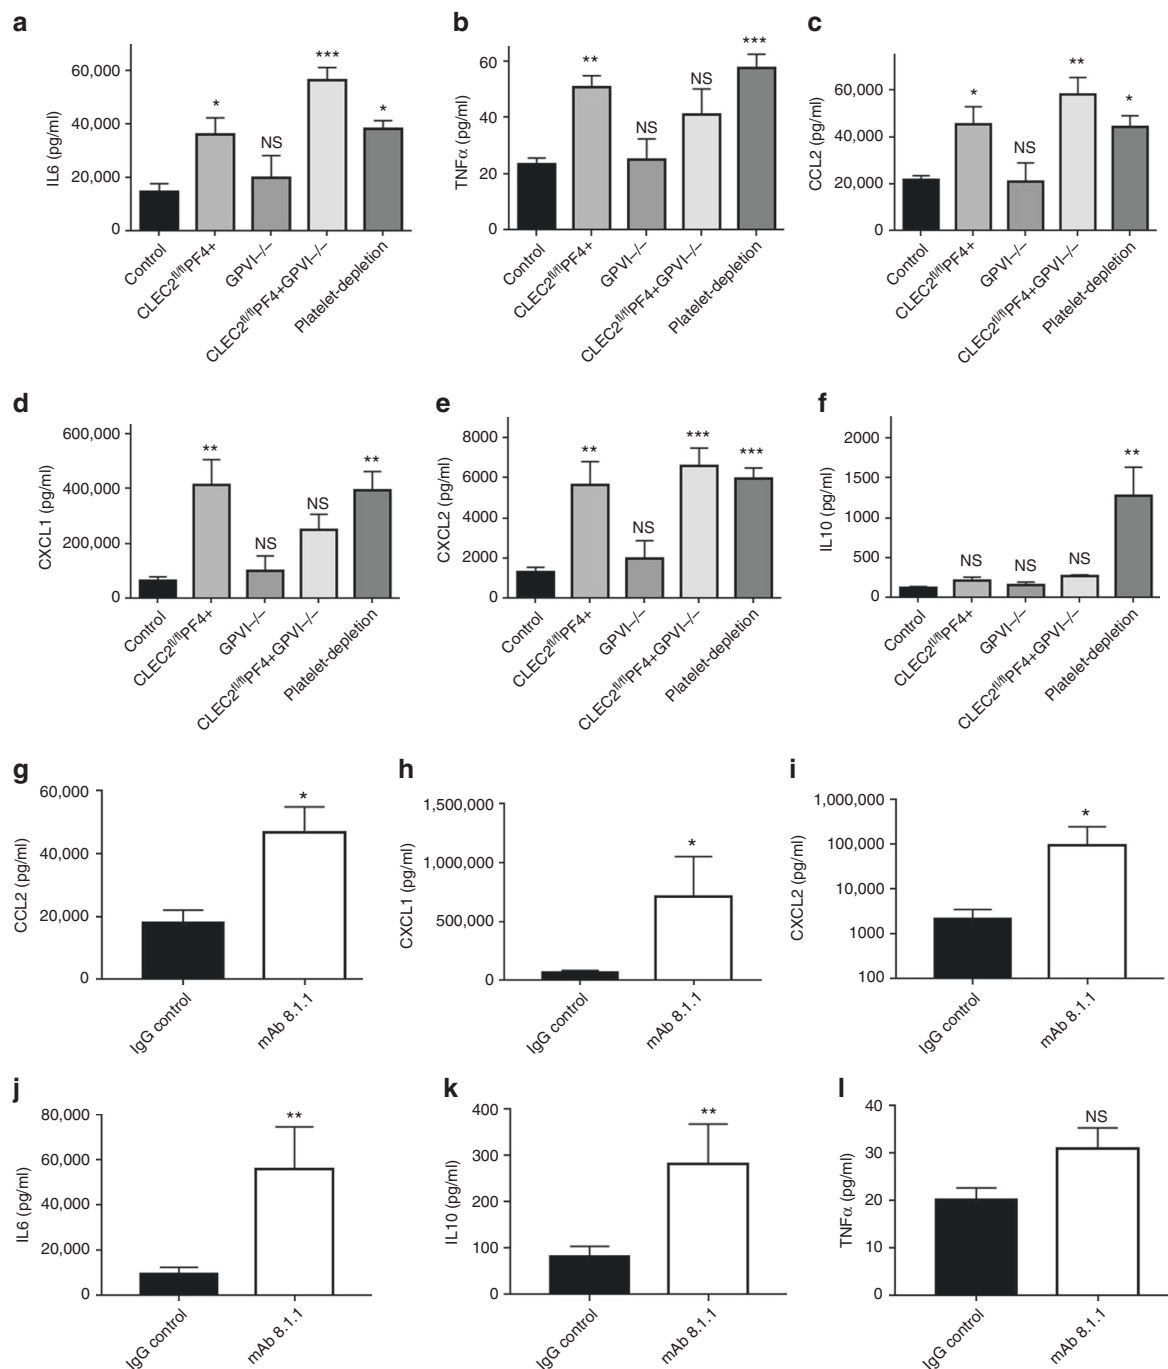 a
IL6 (pg/ml)
60,000
40,000
20,000
0
*
NS
***
*
Control
CLEC2fl/flPF4+
GPVI–/–
CLEC2fl/flPF4+GPVI–/–
Platelet-depletion
b
TNFα (pg/ml)
60
40
20
0
**
NS
NS
***
Control
CLEC2fl/flPF4+
GPVI–/–
CLEC2fl/flPF4+GPVI–/–
Platelet-depletion
c
CCL2 (pg/ml)
60,000
40,000
20,000
0
*
NS
**
*
Control
CLEC2fl/flPF4+
GPVI–/–
CLEC2fl/flPF4+GPVI–/–
Platelet-depletion
d
CXCL1 (pg/ml)
600,000
400,000
200,000
0
**
NS
NS
**
Control
CLEC2fl/flPF4+
GPVI–/–
CLEC2fl/flPF4+GPVI–/–
Platelet-depletion
e
CXCL2 (pg/ml)
8000
6000
4000
2000
0
**
NS
***
***
Control
CLEC2fl/flPF4+
GPVI–/–
CLEC2fl/flPF4+GPVI–/–
Platelet-depletion
f
IL10 (pg/ml)
2000
1500
1000
500
0
NS
NS
NS
**
Control
CLEC2fl/flPF4+
GPVI–/–
CLEC2fl/flPF4+GPVI–/–
Platelet-depletion
g
CCL2 (pg/ml)
60,000
40,000
20,000
0
*
IgG control
mAb 8.1.1
h
CXCL1 (pg/ml)
1,500,000
1,000,000
500,000
0
*
IgG control
mAb 8.1.1
i
CXCL2 (pg/ml)
1,000,000
100,000
10,000
1000
100
*
IgG control
mAb 8.1.1
j
IL6 (pg/ml)
80,000
60,000
40,000
20,000
0
**
IgG control
mAb 8.1.1
k
IL10 (pg/ml)
400
300
200
100
0
**
IgG control
mAb 8.1.1
l
TNFα (pg/ml)
40
30
20
10
0
NS
IgG control
mAb 8.1.1